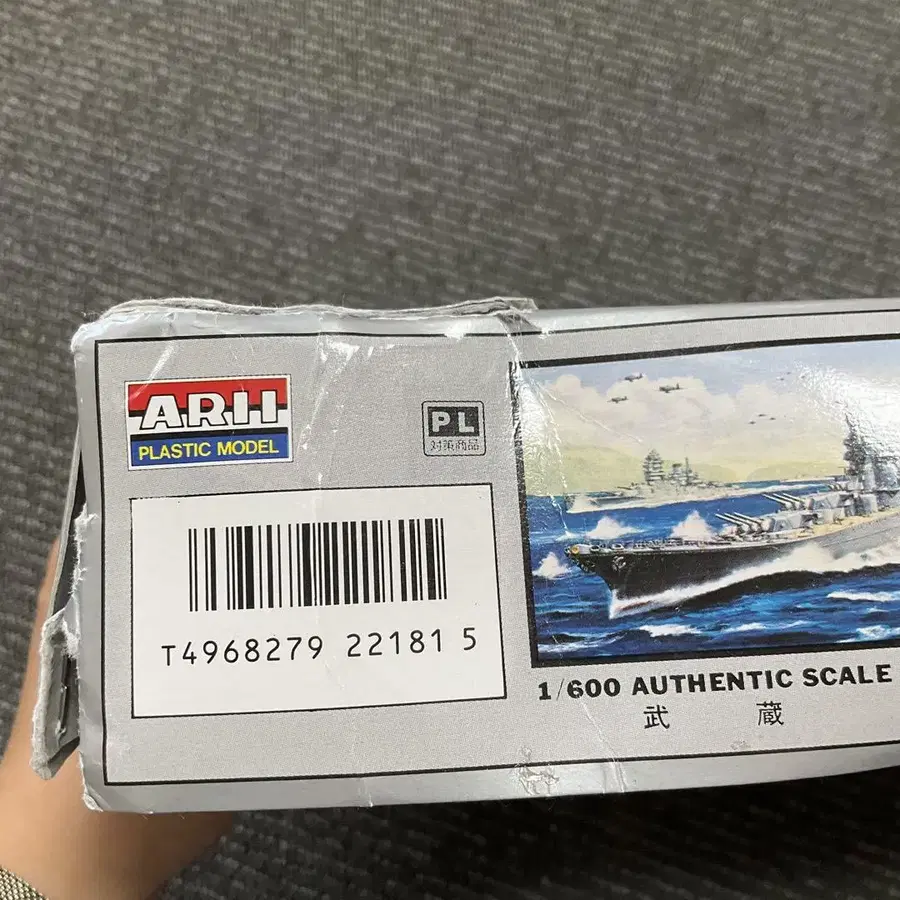 ARII
PLASTIC MODEL
PL
対策商品
T4968279 22181 5
1/600 AUTHENTIC SCALE
武 蔵